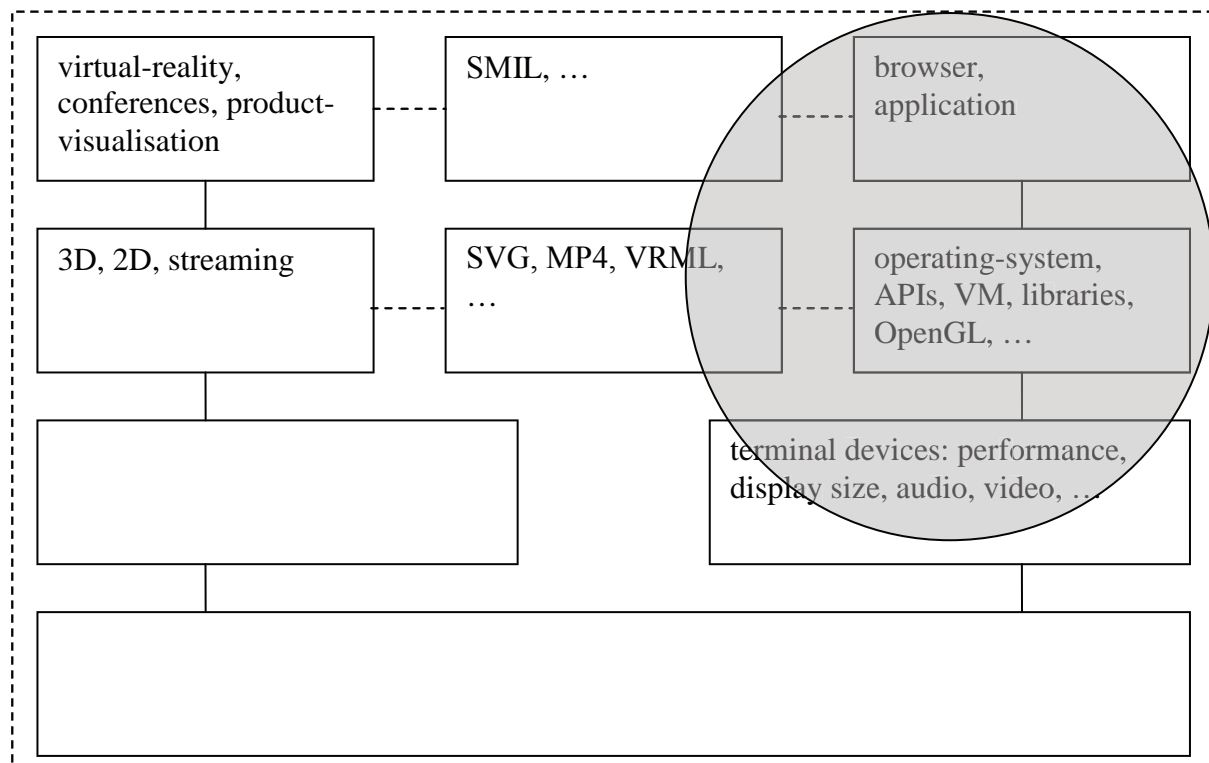 virtual-reality,
conferences, product-
visualisation
SMIL, …
browser,
application
3D, 2D, streaming
SVG, MP4, VRML,
…
operating-system,
APIs, VM, libraries,
OpenGL, …
terminal devices: performance,
display size, audio, video, …